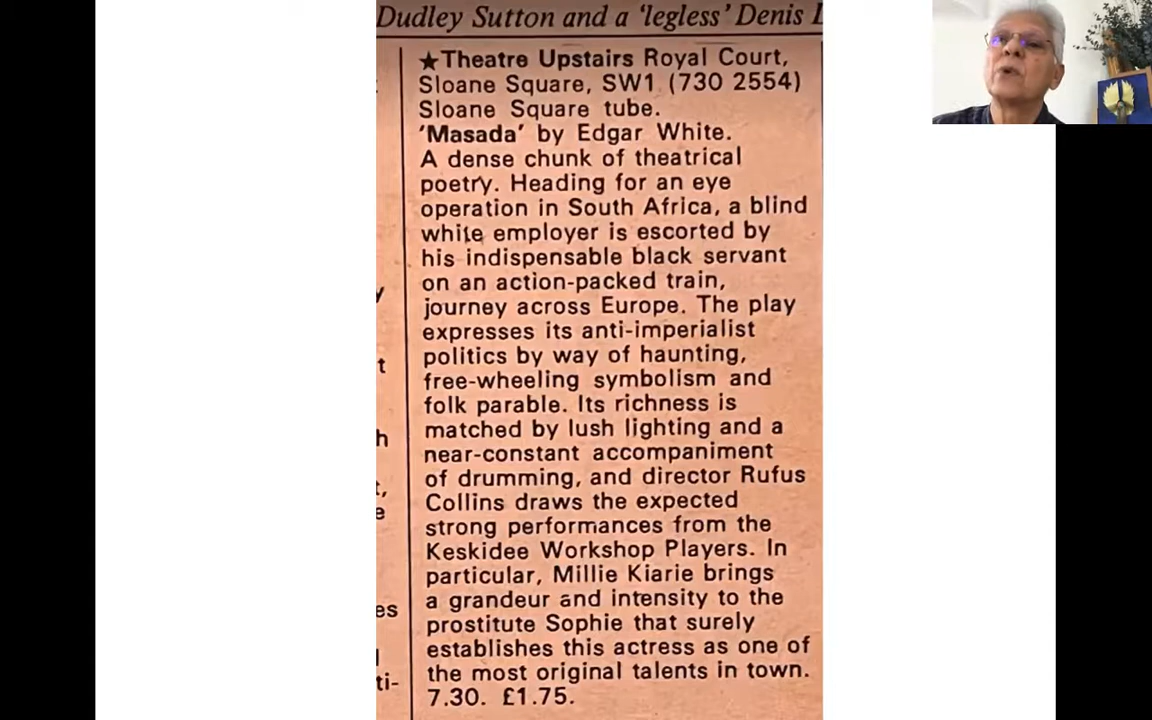 Dudley Sutton and a 'legless' Denis
★Theatre Upstairs Royal Court,
Sloane Square, SW1 (730 2554)
Sloane Square tube.
'Masada' by Edgar White.
A dense chunk of theatrical
poetry. Heading for an eye
operation in South Africa, a blind
white employer is escorted by
his indispensable black servant
on an action-packed train,
journey across Europe. The play
expresses its anti-imperialist
politics by way of haunting,
free-wheeling symbolism and
folk parable. Its richness is
matched by lush lighting and a
near-constant accompaniment
of drumming, and director Rufus
Collins draws the expected
strong performances from the
Keskidee Workshop Players. In
particular, Millie Kiarie brings
a grandeur and intensity to the
prostitute Sophie that surely
establishes this actress as one of
the most original talents in town.
7.30. £1.75.